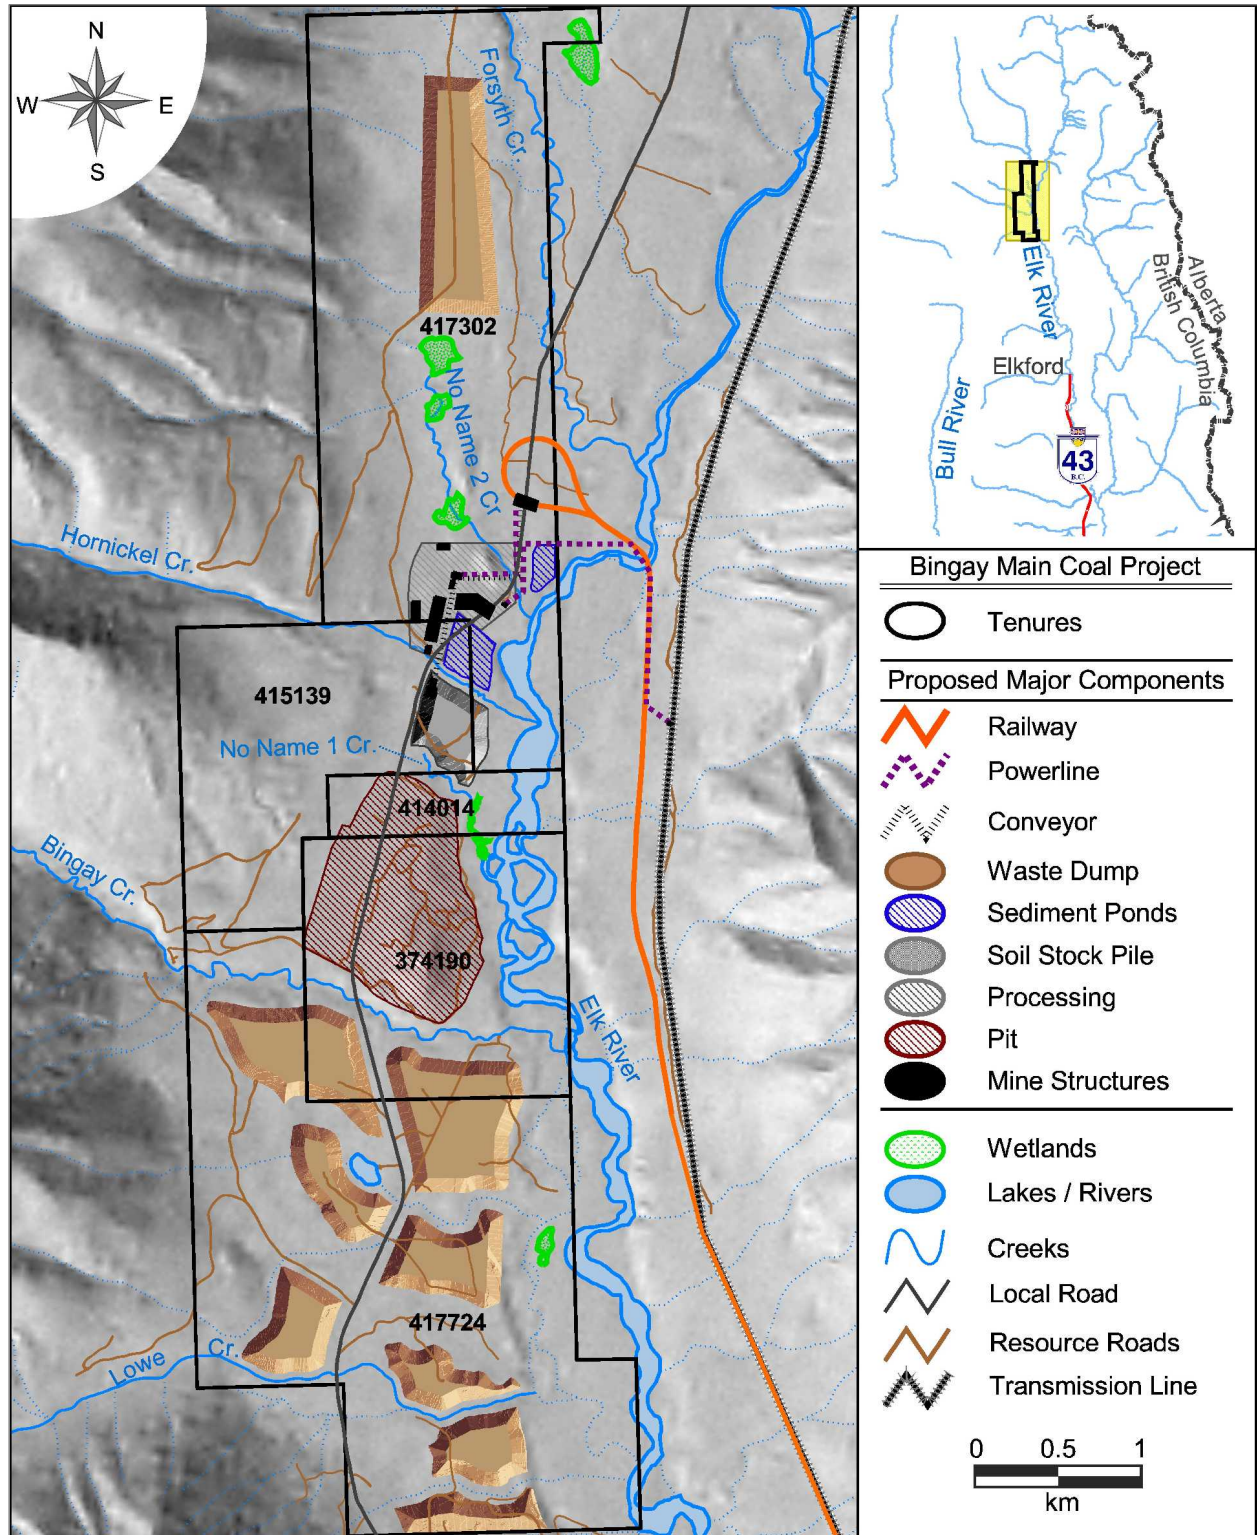 N
W
E
S
Forsyth Cr.
417302
No Name 2 Cr
Hornickel Cr.
415139
No Name 1 Cr.
414014
Bingay Cr.
374190
Elk River
417724
Lowe Cr.
Elk River
Alberta
British Columbia
Elkford
Bull River
43
B.C.
Bingay Main Coal Project
Tenures
Proposed Major Components
Railway
Powerline
Conveyor
Waste Dump
Sediment Ponds
Soil Stock Pile
Processing
Pit
Mine Structures
Wetlands
Lakes / Rivers
Creeks
Local Road
Resource Roads
Transmission Line
0 0.5 1
km